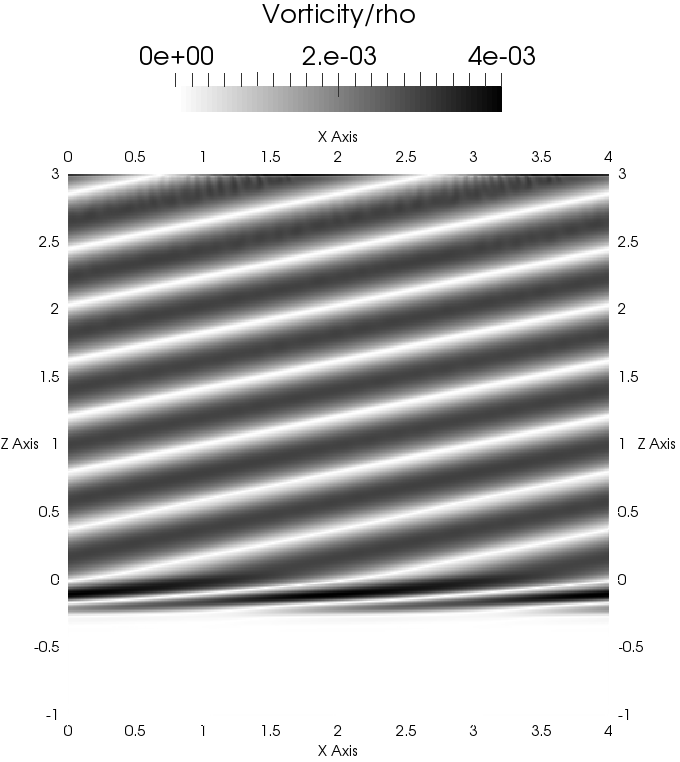 Vorticity/rho
0e+00 2.e-03 4e-03
X Axis
0 0.5 1 1.5 2 2.5 3 3.5 4
3 3
2.5 2.5
2 2
1.5 1.5
Z Axis 1 1 Z Axis
0.5 0.5
0 0
-0.5 -0.5
-1 -1
0 0.5 1 1.5 2 2.5 3 3.5 4
X Axis